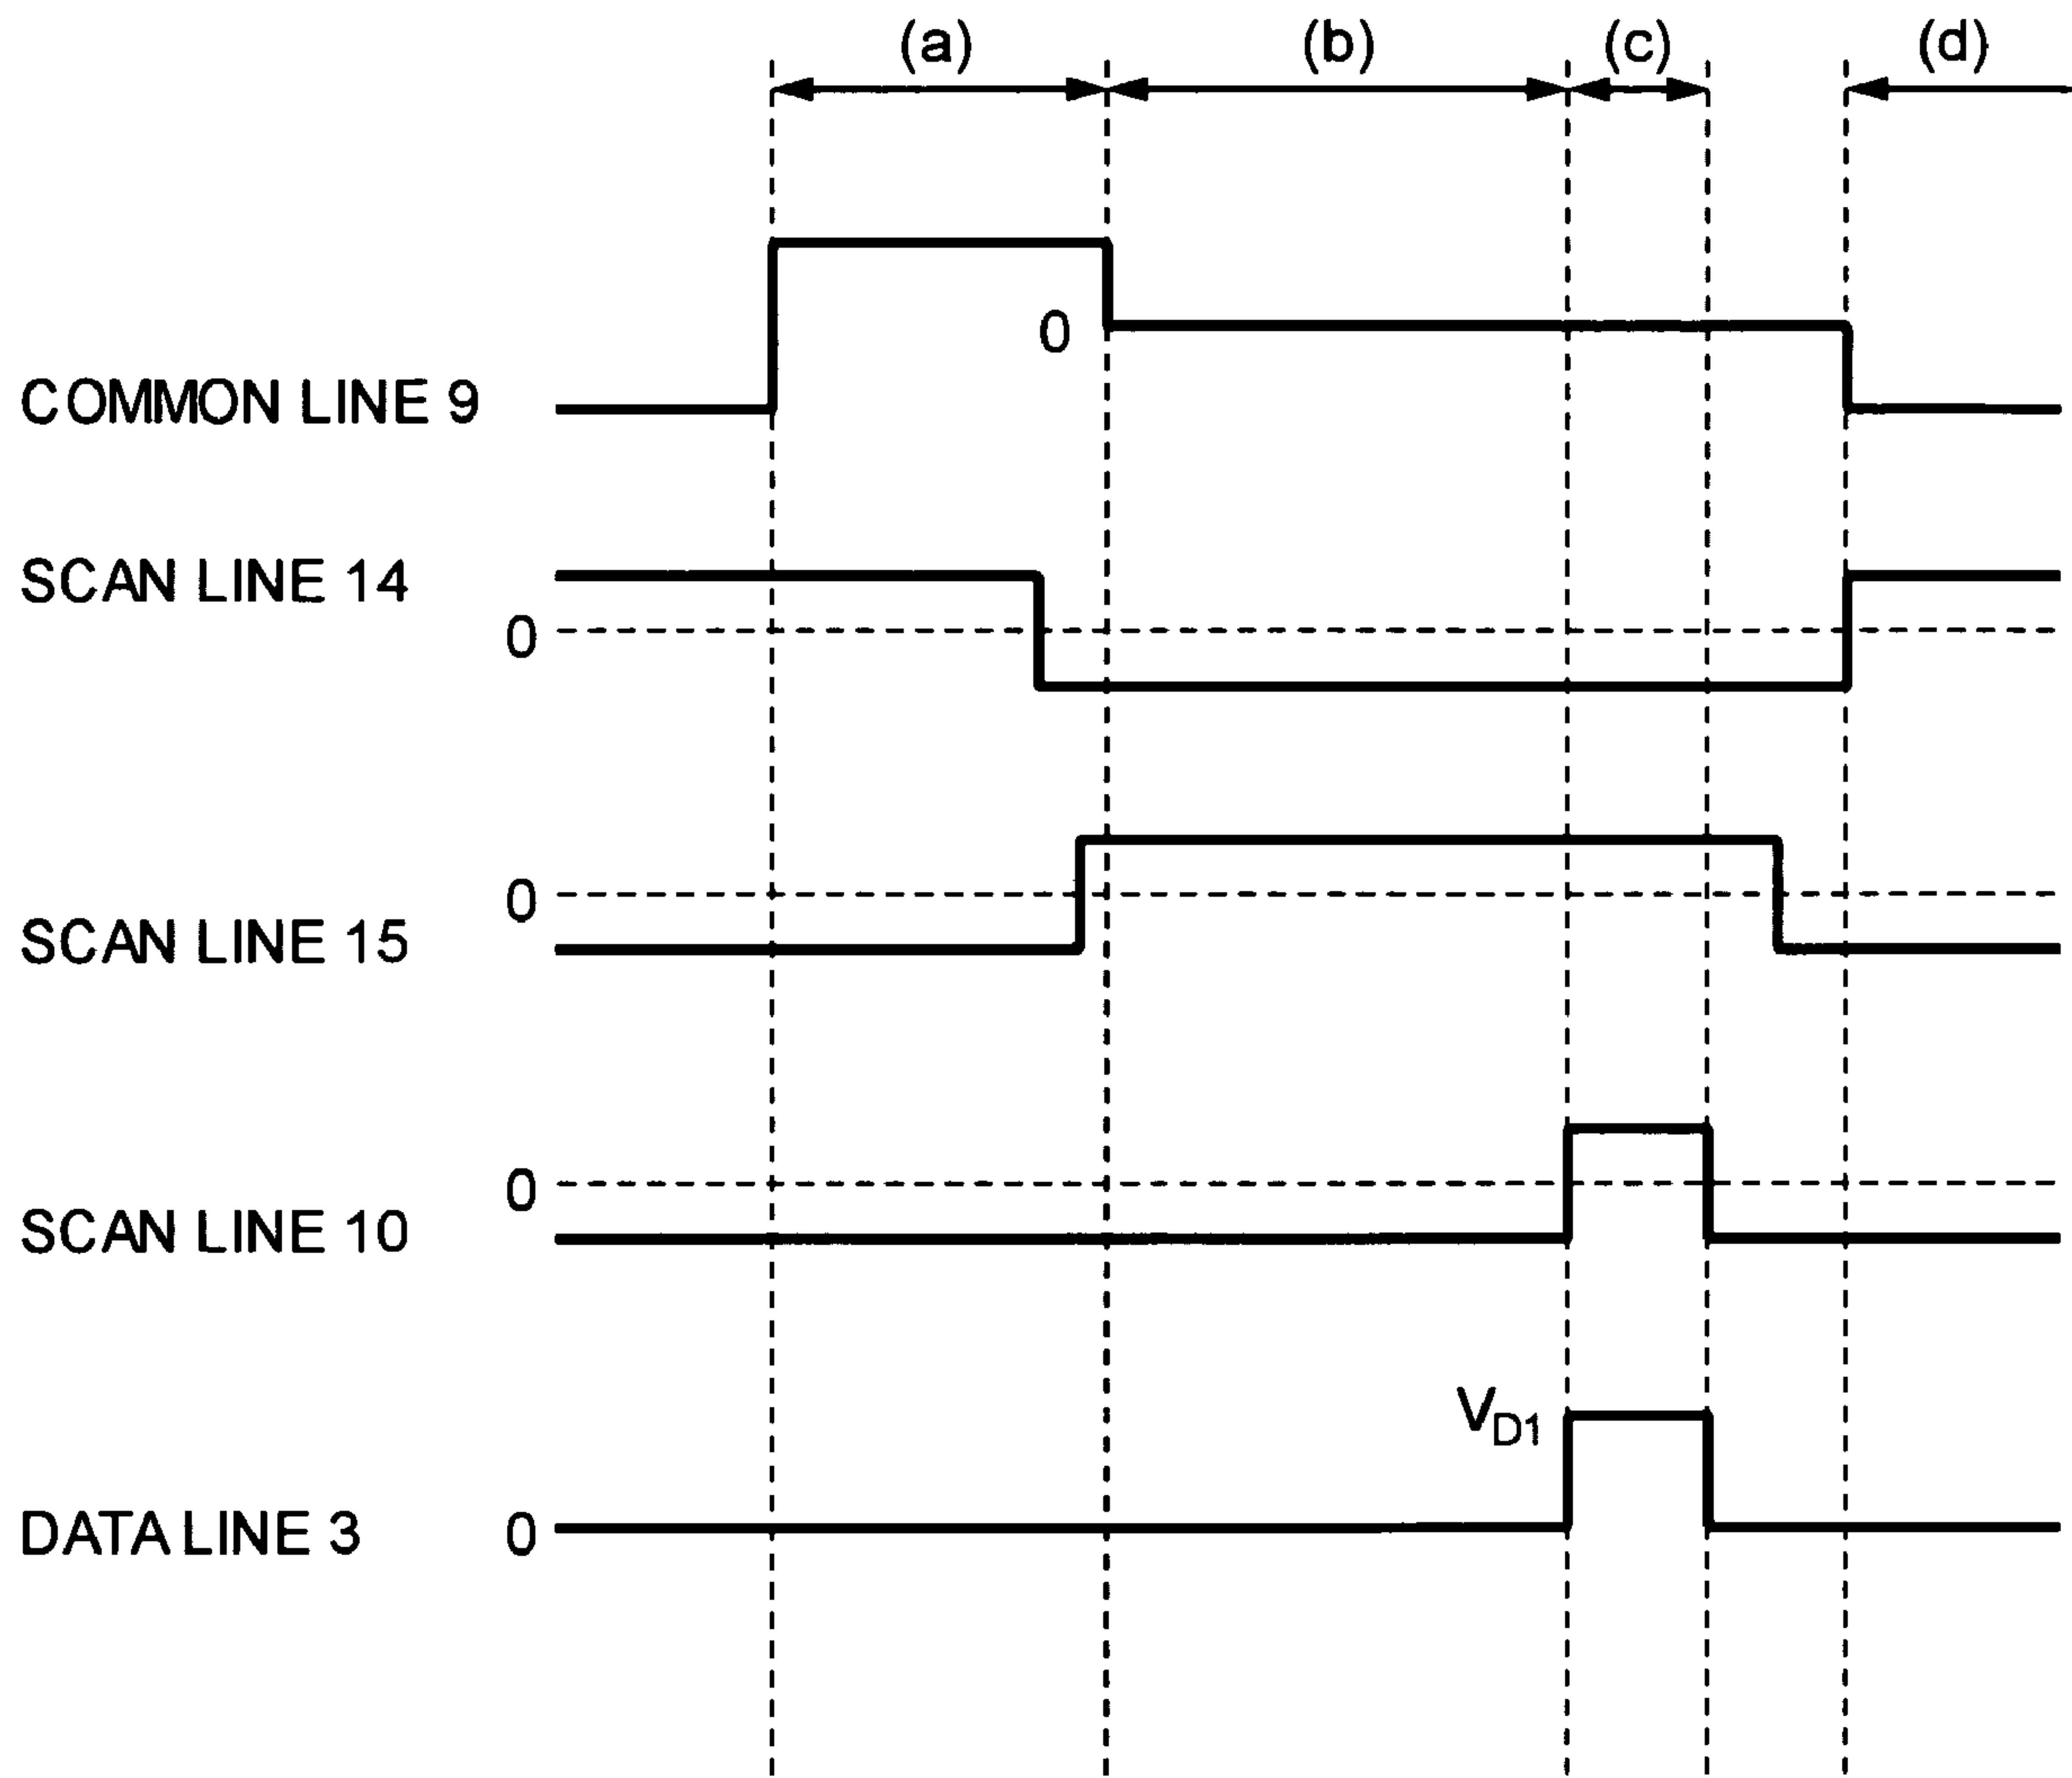 (a) (b) (c) (d)
0
COMMON LINE 9
SCAN LINE 14
0
0
SCAN LINE 15
0
SCAN LINE 10
VD1
DATA LINE 3 0